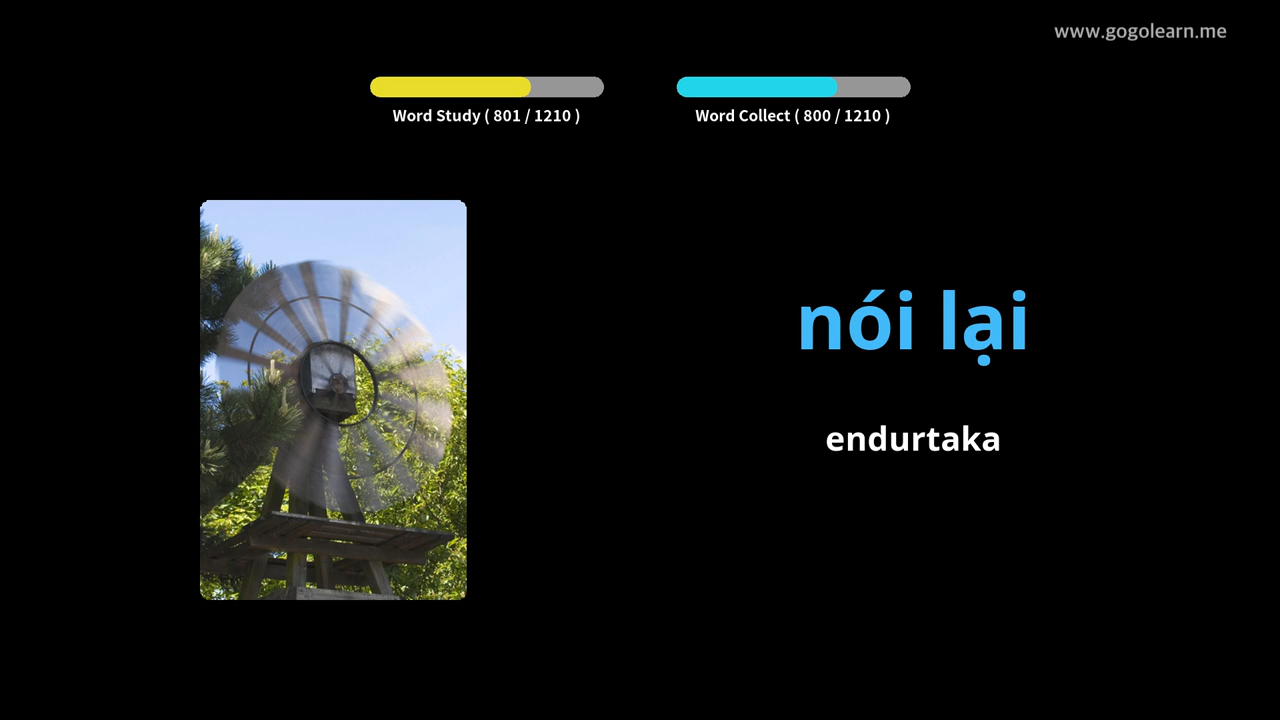 www.gogolearn.me
Word Study ( 801 / 1210 )
Word Collect ( 800 / 1210 )
nói lại
endurtaka